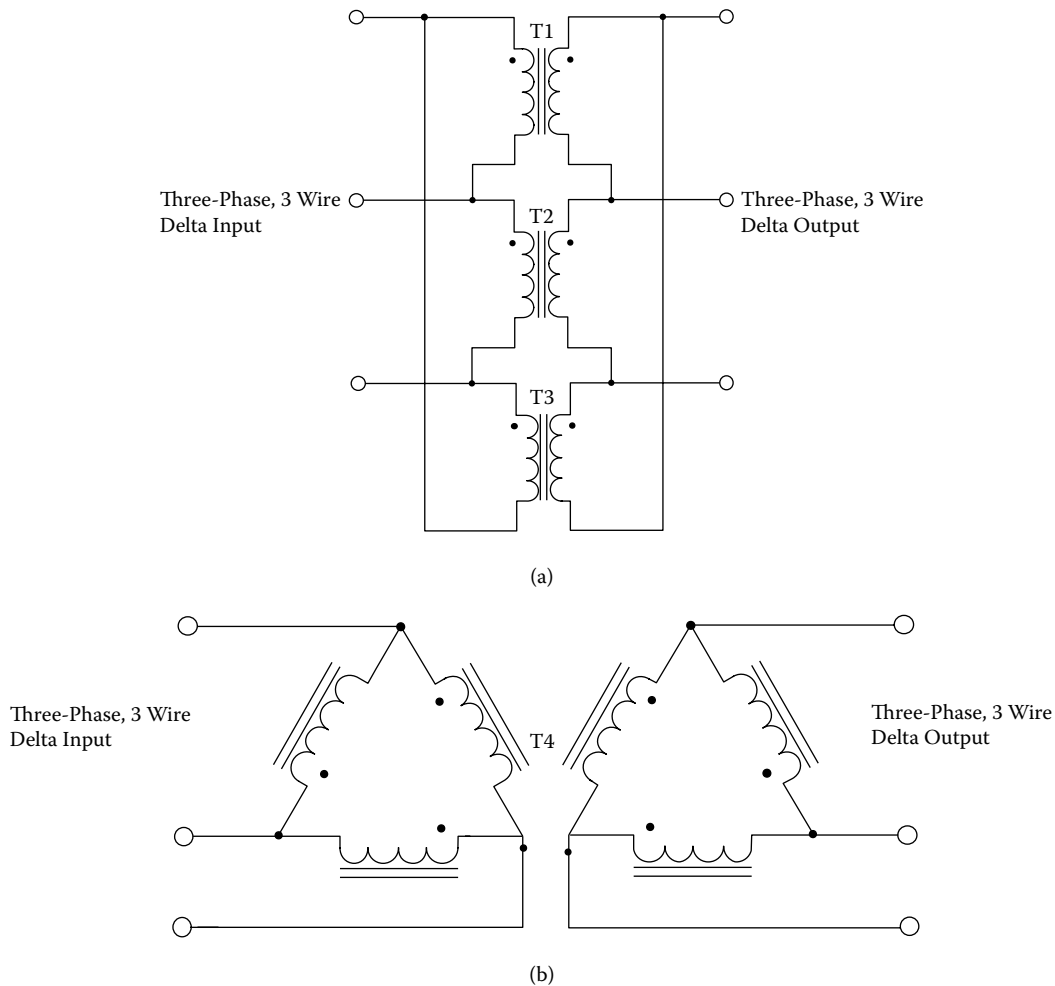 T1
Three-Phase, 3 Wire
Delta Input
Three-Phase, 3 Wire
Delta Output
T2
T3
(a)
Three-Phase, 3 Wire
Delta Input
T4
Three-Phase, 3 Wire
Delta Output
(b)